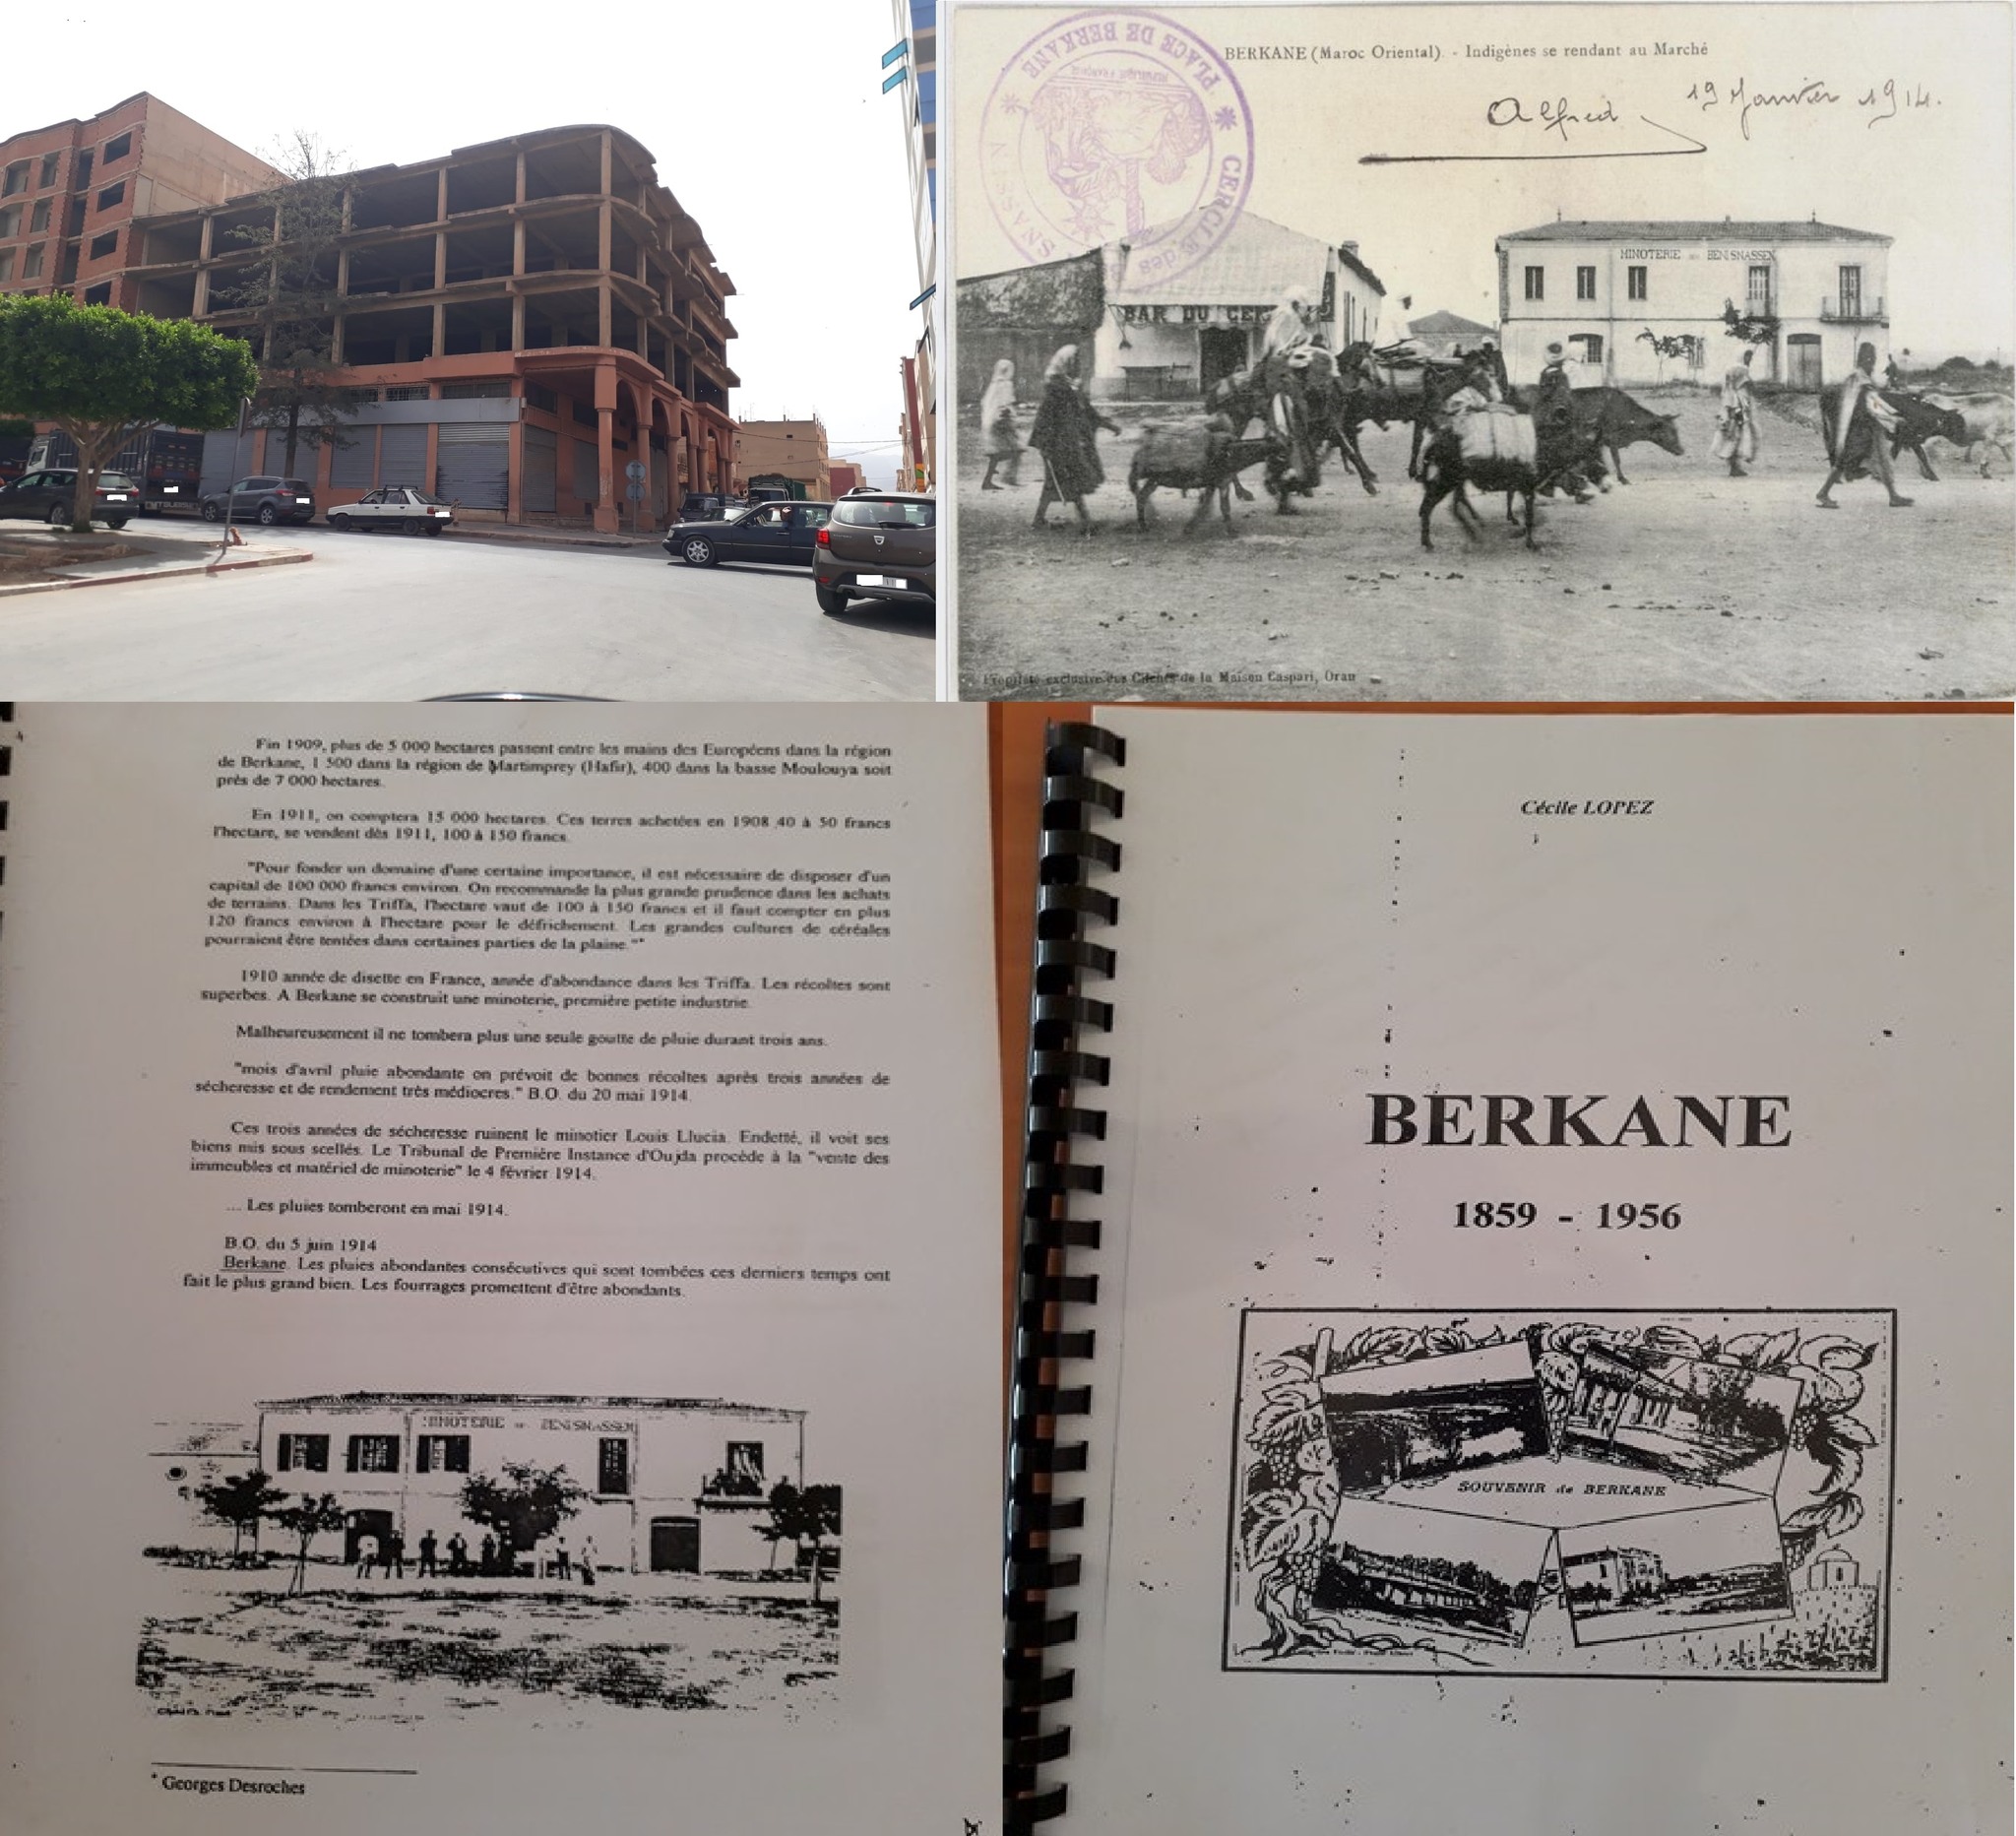 BERKANE (Maroc Oriental). - Indigènes se rendant au Marché
Alfred 19 Janvier 1914.
PLACE DE BERKANE
CERCLE des
SNASSEN
MINOTERIE DES BENISNASSEN
BAR DU CER
Propriété exclusive des Clichés de la Maison Caspari, Oran
Fin 1909, plus de 5 000 hectares passent entre les mains des Européens dans la région
de Berkane, 1 500 dans la région de Martimprey (Hafir), 400 dans la basse Moulouya soit
près de 7 000 hectares.
En 1911, on comptera 15 000 hectares. Ces terres achetées en 1908 40 à 50 francs
l'hectare, se vendent dès 1911, 100 à 150 francs.
"Pour fonder un domaine d'une certaine importance, il est nécessaire de disposer d'un
capital de 100 000 francs environ. On recommande la plus grande prudence dans les achats
de terrains. Dans les Triffa, l'hectare vaut de 100 à 150 francs et il faut compter en plus
120 francs environ à l'hectare pour le défrichement. Les grandes cultures de céréales
pourraient être tentées dans certaines parties de la plaine."*
1910 année de disette en France, année d'abondance dans les Triffa. Les récoltes sont
superbes. A Berkane se construit une minoterie, première petite industrie.
Malheureusement il ne tombera plus une seule goutte de pluie durant trois ans.
"mois d'avril pluie abondante on prévoit de bonnes récoltes après trois années de
sécheresse et de rendement très médiocres." B.O. du 20 mai 1914.
Ces trois années de sécheresse ruinent le minotier Louis Llucia. Endetté, il voit ses
biens mis sous scellés. Le Tribunal de Première Instance d'Oujda procède à la "vente des
immeubles et matériel de minoterie" le 4 février 1914.
... Les pluies tomberont en mai 1914.
B.O. du 5 juin 1914
Berkane. Les pluies abondantes consécutives qui sont tombées ces derniers temps ont
fait le plus grand bien. Les fourrages promettent d'être abondants.
MINOTERIE BENISNASSEN
* Georges Desroches
Cécile LOPEZ
BERKANE
1859 - 1956
SOUVENIR de BERKANE